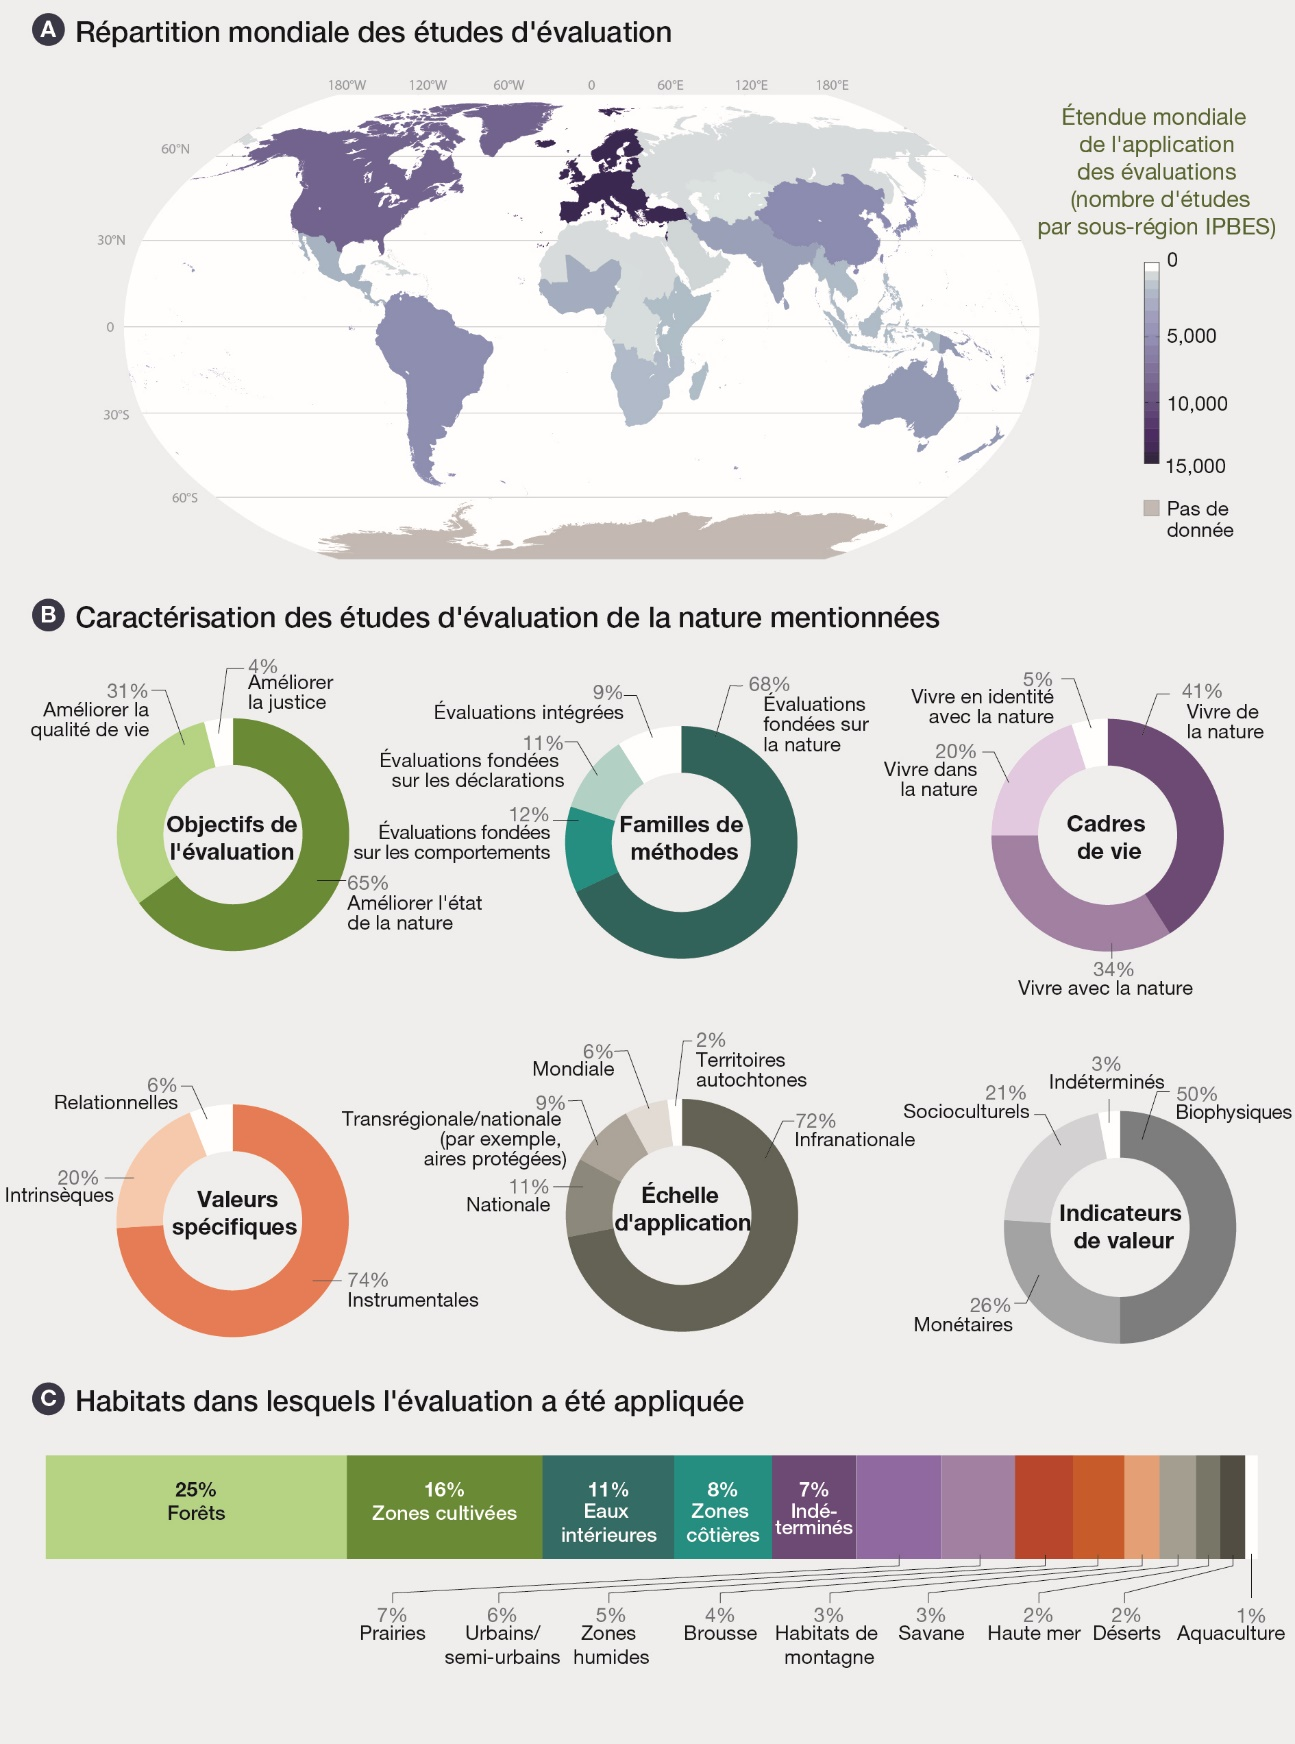 A Répartition mondiale des études d'évaluation
180°W 120°W 60°W 0 60°E 120°E 180°E
60°N
30°N
0
30°S
60°S
Étendue mondiale
de l'application
des évaluations
(nombre d'études
par sous-région IPBES)
0
5,000
10,000
15,000
Pas de
donnée
B Caractérisation des études d'évaluation de la nature mentionnées
Objectifs de
l'évaluation
4%
Améliorer
la justice
31%
Améliorer la
qualité de vie
65%
Améliorer l'état
de la nature
Familles de
méthodes
9%
Évaluations intégrées
68%
Évaluations
fondées sur
la nature
11%
Évaluations fondées
sur les déclarations
12%
Évaluations fondées
sur les comportements
Cadres
de vie
5%
Vivre en identité
avec la nature
41%
Vivre de
la nature
20%
Vivre dans
la nature
34%
Vivre avec la nature
Valeurs
spécifiques
6%
Relationnelles
20%
Intrinsèques
74%
Instrumentales
Échelle
d'application
6%
Mondiale
2%
Territoires
autochtones
9%
Transrégionale/nationale
(par exemple,
aires protégées)
72%
Infranationale
11%
Nationale
Indicateurs
de valeur
3%
Indéterminés
50%
Biophysiques
21%
Socioculturels
26%
Monétaires
C Habitats dans lesquels l'évaluation a été appliquée
25%
Forêts
16%
Zones cultivées
11%
Eaux
intérieures
8%
Zones
côtières
7%
Indé-
terminés
7%
Prairies
6%
Urbains/
semi-urbains
5%
Zones
humides
4%
Brousse
3%
Habitats de
montagne
3%
Savane
2%
Haute mer
2%
Déserts
1%
Aquaculture